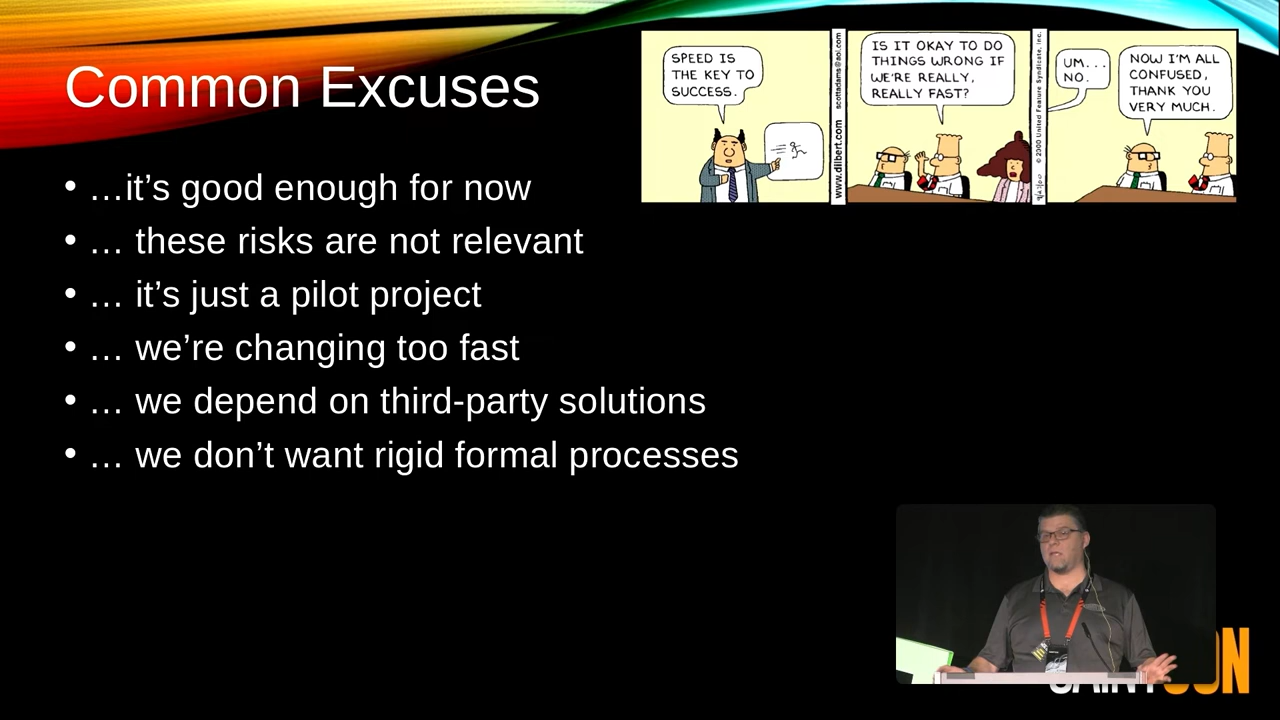 Common Excuses
…it’s good enough for now
… these risks are not relevant
… it’s just a pilot project
… we’re changing too fast
… we depend on third-party solutions
… we don’t want rigid formal processes
SPEED IS
THE KEY TO
SUCCESS.
www.dilbert.com
scottadams@aol.com
IS IT OKAY TO DO
THINGS WRONG IF
WE'RE REALLY,
REALLY FAST?
© 2000 United Feature Syndicate, Inc.
UM...
NO.
NOW I'M ALL
CONFUSED,
THANK YOU
VERY MUCH.